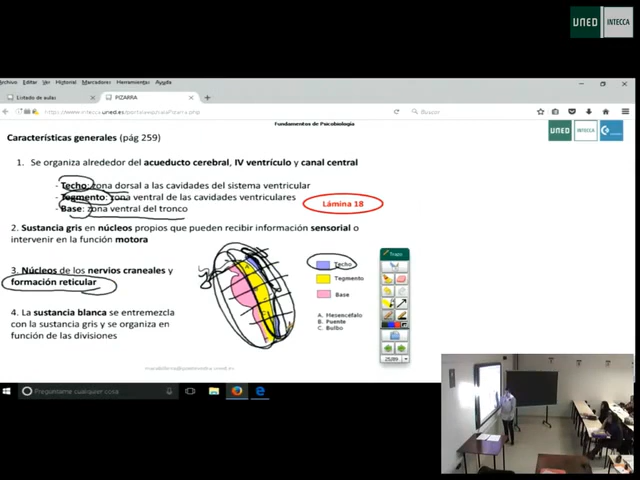 UNED INTECCA
Archivo Editar Ver Historial Marcadores Herramientas Ayuda
Listado de aulas
PIZARRA
Buscar
Fundamentos de Psicobiología
Características generales (pág 259)
UNED INTECCA
1. Se organiza alrededor del acueducto cerebral, IV ventrículo y canal central
- Techo: zona dorsal a las cavidades del sistema ventricular
- Tegmento: zona ventral de las cavidades ventriculares
- Base: zona ventral del tronco
Lámina 18
2. Sustancia gris en núcleos propios que pueden recibir información sensorial o
intervenir en la función motora
3. Núcleos de los nervios craneales y
formación reticular
4. La sustancia blanca se entremezcla
con la sustancia gris y se organiza en
función de las divisiones
Techo
Tegmento
Base
A. Mesencéfalo
B. Puente
C. Bulbo
25/89
Pregúntame cualquier cosa